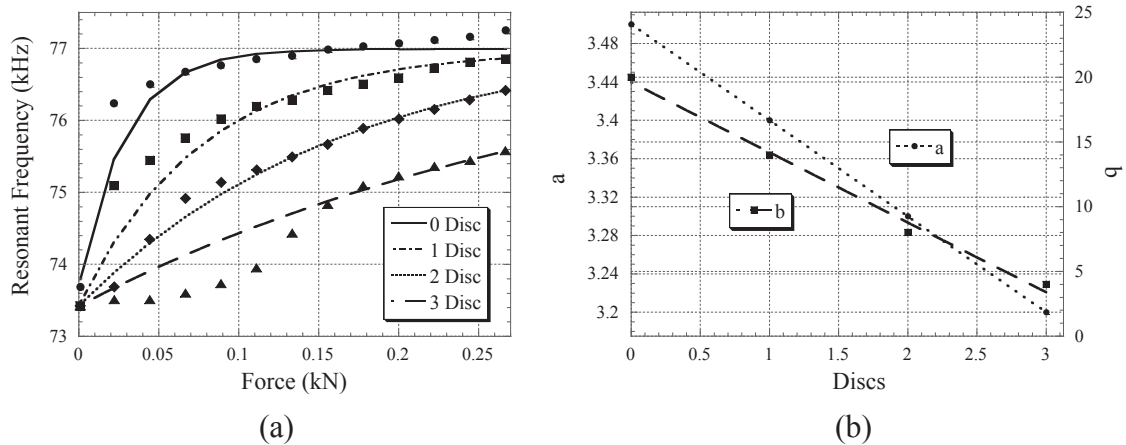 Resonant Frequency (kHz)
78
77
76
75
74
73
0 Disc
1 Disc
2 Disc
3 Disc
0
0.05
0.1
0.15
0.2
0.25
Force (kN)
(a)
a
3.48
3.44
3.4
3.36
3.32
3.28
3.24
3.2
a
b
25
20
15
10
5
0
b
0
0.5
1
1.5
2
2.5
3
Discs
(b)